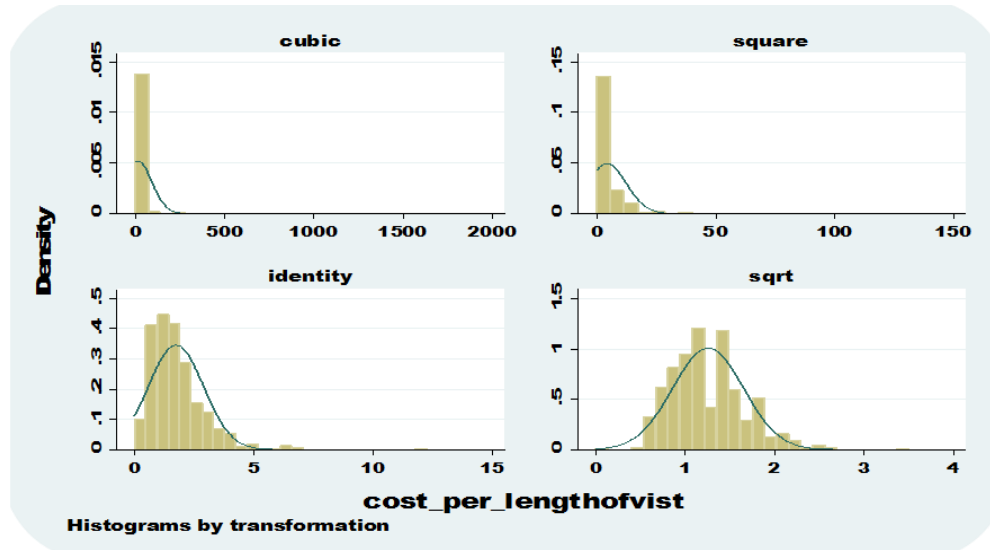 cubic
.015
.01
.005
0
0 500 1000 1500 2000
square
.15
.1
.05
0
0 50 100 150
identity
.5
.4
.3
.2
.1
0
0 5 10 15
sqrt
1.5
1
.5
0
0 1 2 3 4
Density
cost_per_lengthofvist
Histograms by transformation